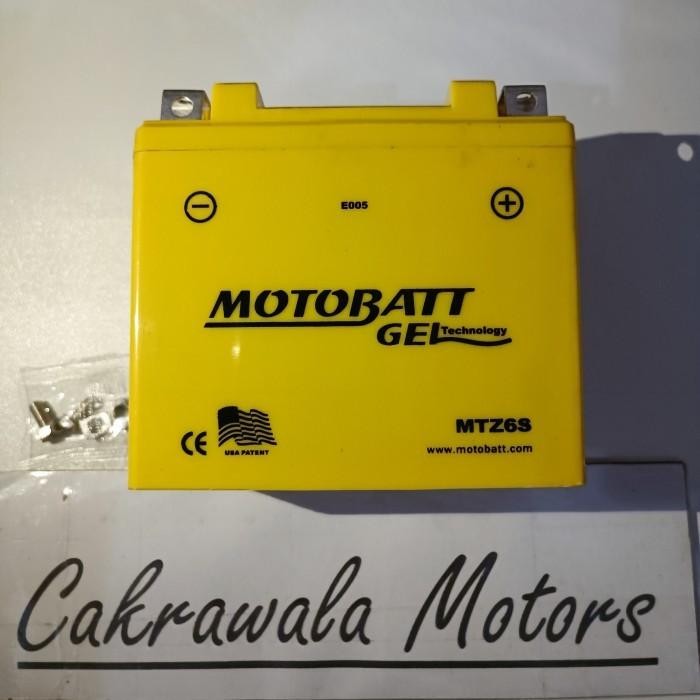 E005
MOTOBATT
GEL Technology
MTZ6S
CE
USA PATENT
www.motobatt.com
Cakrawala Motors